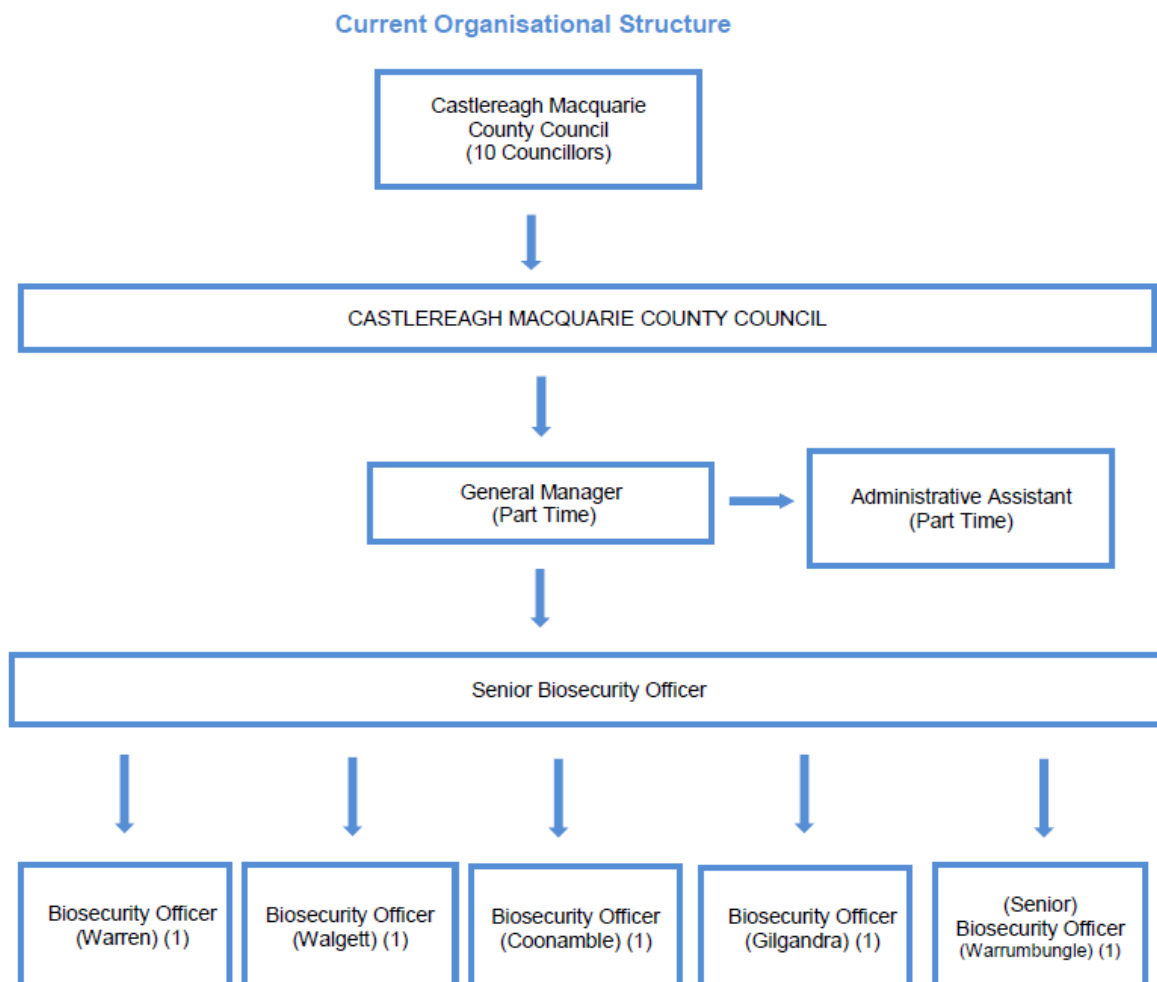 Current Organisational Structure
Castlereagh Macquarie
County Council
(10 Councillors)
CASTLEREAGH MACQUARIE COUNTY COUNCIL
General Manager
(Part Time)
Administrative Assistant
(Part Time)
Senior Biosecurity Officer
Biosecurity Officer
(Warren) (1)
Biosecurity Officer
(Walgett) (1)
Biosecurity Officer
(Coonamble) (1)
Biosecurity Officer
(Gilgandra) (1)
(Senior)
Biosecurity Officer
(Warrumbungle) (1)